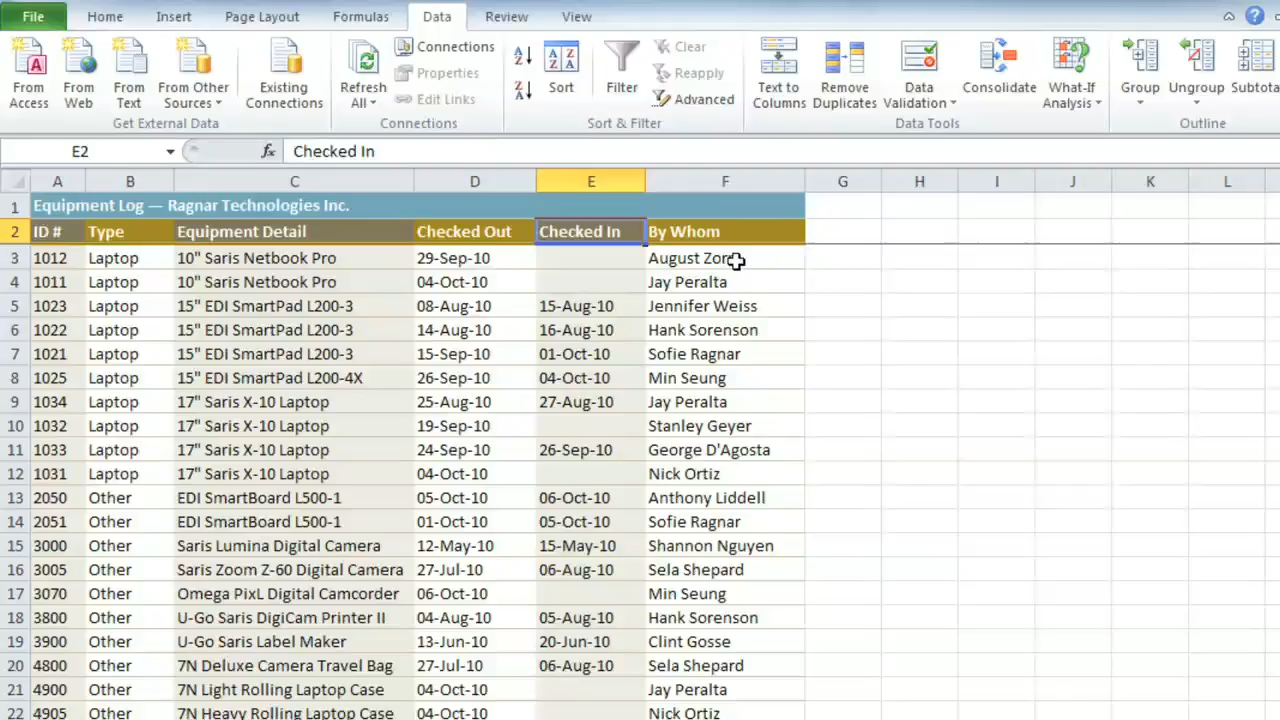 File Home Insert Page Layout Formulas Data Review View
From Access
From Web
From Text
From Other Sources
Existing Connections
Refresh All
Connections
Properties
Edit Links
Sort
Filter
Clear
Reapply
Advanced
Text to Columns
Remove Duplicates
Data Validation
Consolidate
What-If Analysis
Group
Ungroup
Subtota
Get External Data Connections Sort & Filter Data Tools Outline
E2 fx Checked In
A B C D E F G H I J K L
1 Equipment Log — Ragnar Technologies Inc.
2 ID # Type Equipment Detail Checked Out Checked In By Whom
3 1012 Laptop 10" Saris Netbook Pro 29-Sep-10 August Zor
4 1011 Laptop 10" Saris Netbook Pro 04-Oct-10 Jay Peralta
5 1023 Laptop 15" EDI SmartPad L200-3 08-Aug-10 15-Aug-10 Jennifer Weiss
6 1022 Laptop 15" EDI SmartPad L200-3 14-Aug-10 16-Aug-10 Hank Sorenson
7 1021 Laptop 15" EDI SmartPad L200-3 15-Sep-10 01-Oct-10 Sofie Ragnar
8 1025 Laptop 15" EDI SmartPad L200-4X 26-Sep-10 04-Oct-10 Min Seung
9 1034 Laptop 17" Saris X-10 Laptop 25-Aug-10 27-Aug-10 Jay Peralta
10 1032 Laptop 17" Saris X-10 Laptop 19-Sep-10 Stanley Geyer
11 1033 Laptop 17" Saris X-10 Laptop 24-Sep-10 26-Sep-10 George D'Agosta
12 1031 Laptop 17" Saris X-10 Laptop 04-Oct-10 Nick Ortiz
13 2050 Other EDI SmartBoard L500-1 05-Oct-10 06-Oct-10 Anthony Liddell
14 2051 Other EDI SmartBoard L500-1 01-Oct-10 05-Oct-10 Sofie Ragnar
15 3000 Other Saris Lumina Digital Camera 12-May-10 15-May-10 Shannon Nguyen
16 3005 Other Saris Zoom Z-60 Digital Camera 27-Jul-10 06-Aug-10 Sela Shepard
17 3070 Other Omega PixL Digital Camcorder 06-Oct-10 Min Seung
18 3800 Other U-Go Saris DigiCam Printer II 04-Aug-10 05-Aug-10 Hank Sorenson
19 3900 Other U-Go Saris Label Maker 13-Jun-10 20-Jun-10 Clint Gosse
20 4800 Other 7N Deluxe Camera Travel Bag 27-Jul-10 06-Aug-10 Sela Shepard
21 4900 Other 7N Light Rolling Laptop Case 04-Oct-10 Jay Peralta
22 4905 Other 7N Heavy Rolling Laptop Case 04-Oct-10 Nick Ortiz